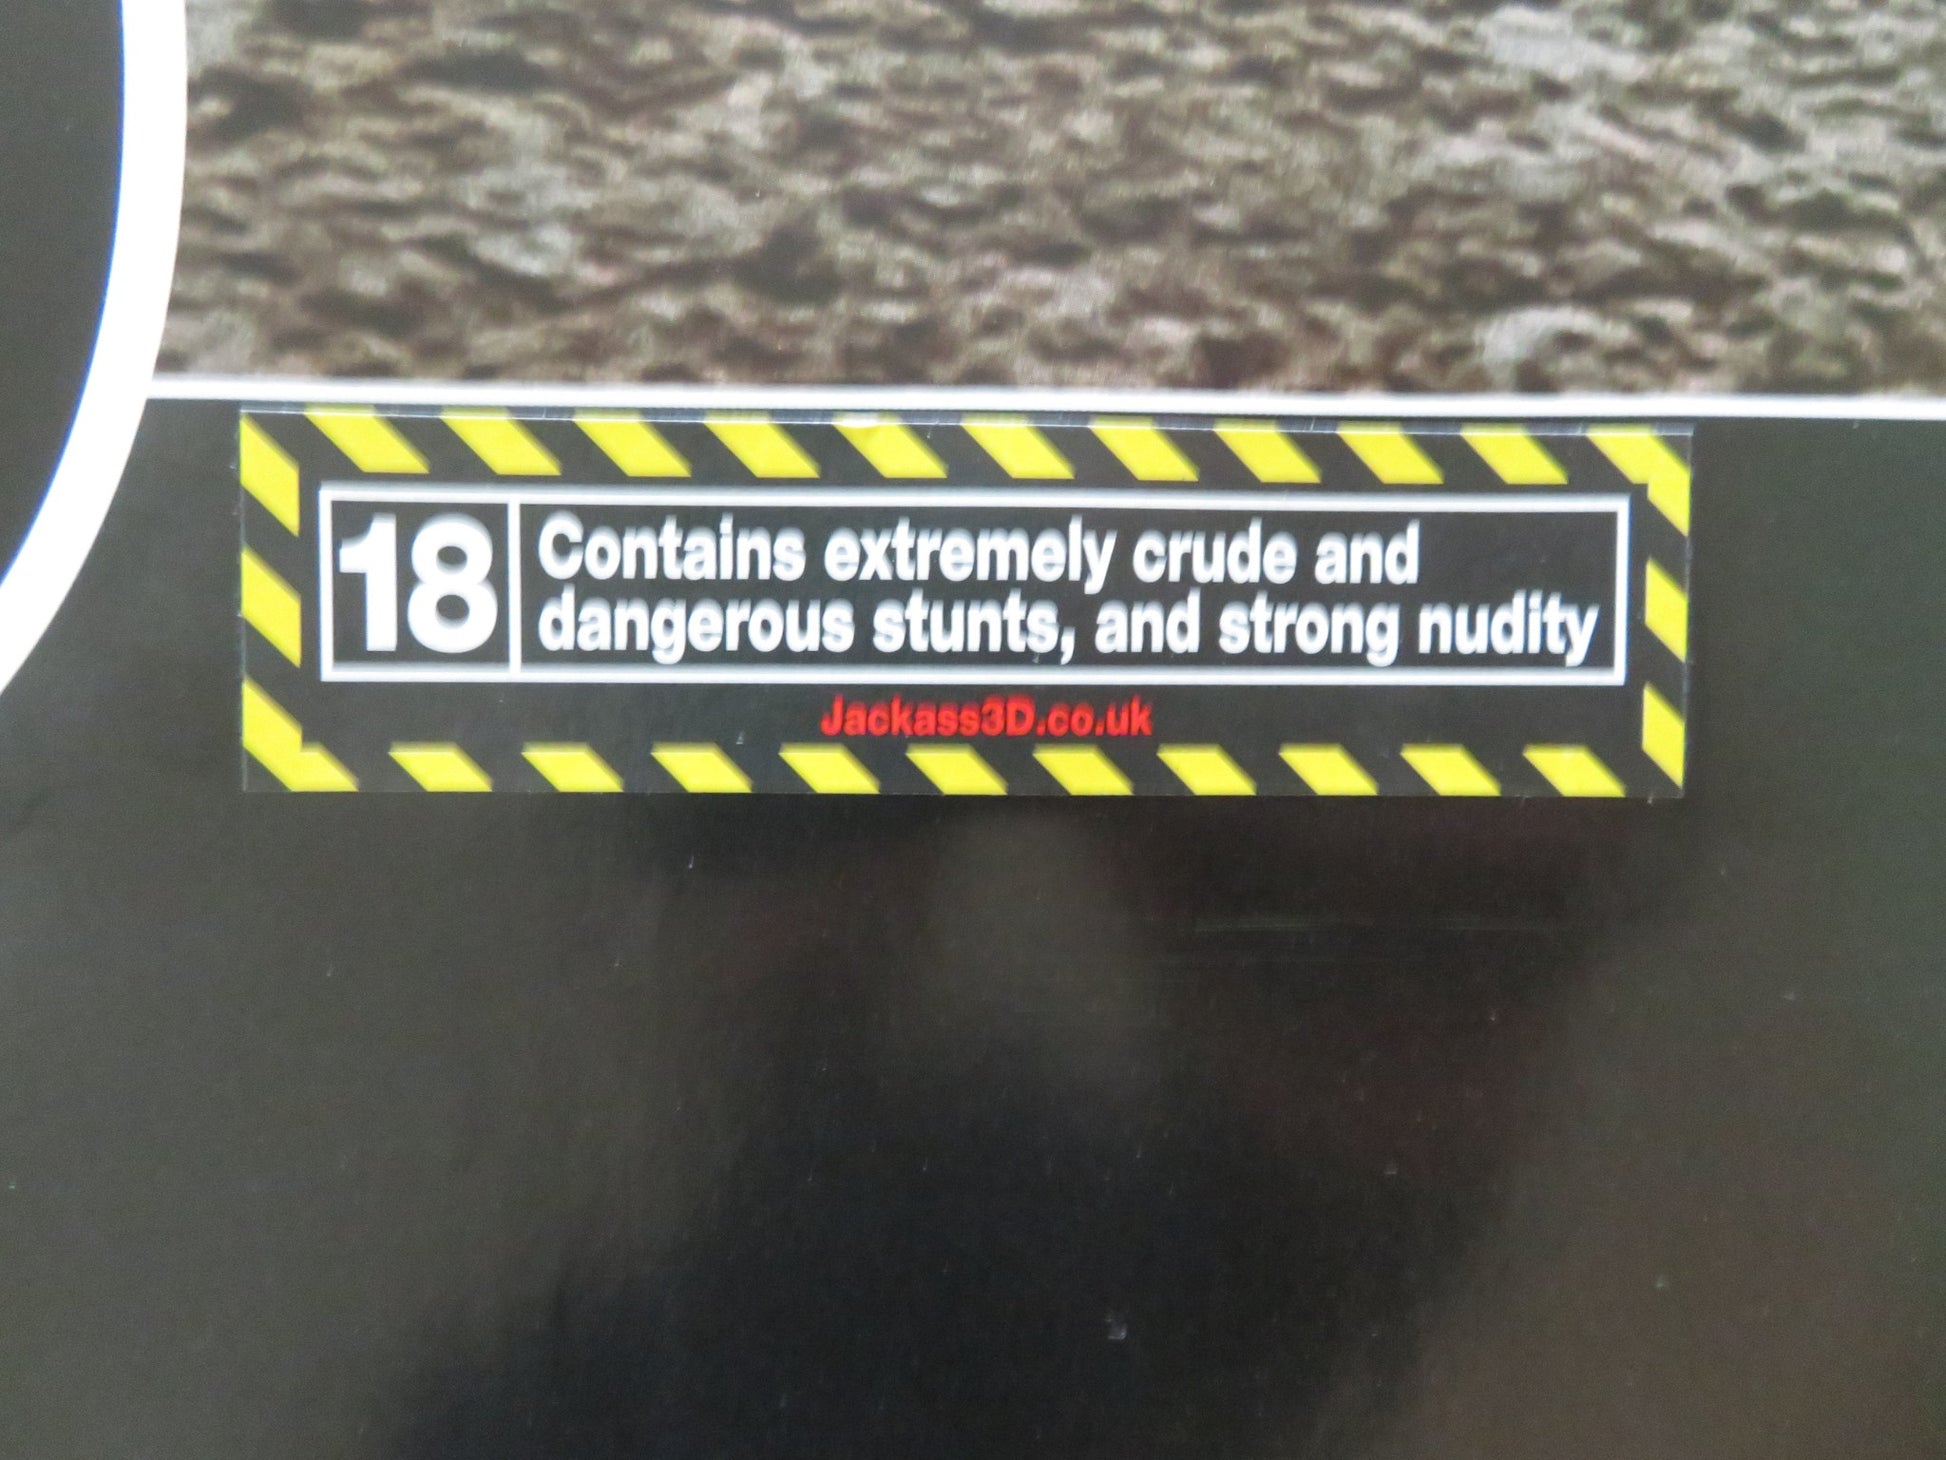 18
Contains extremely crude and
dangerous stunts, and strong nudity
Jackass3D.co.uk